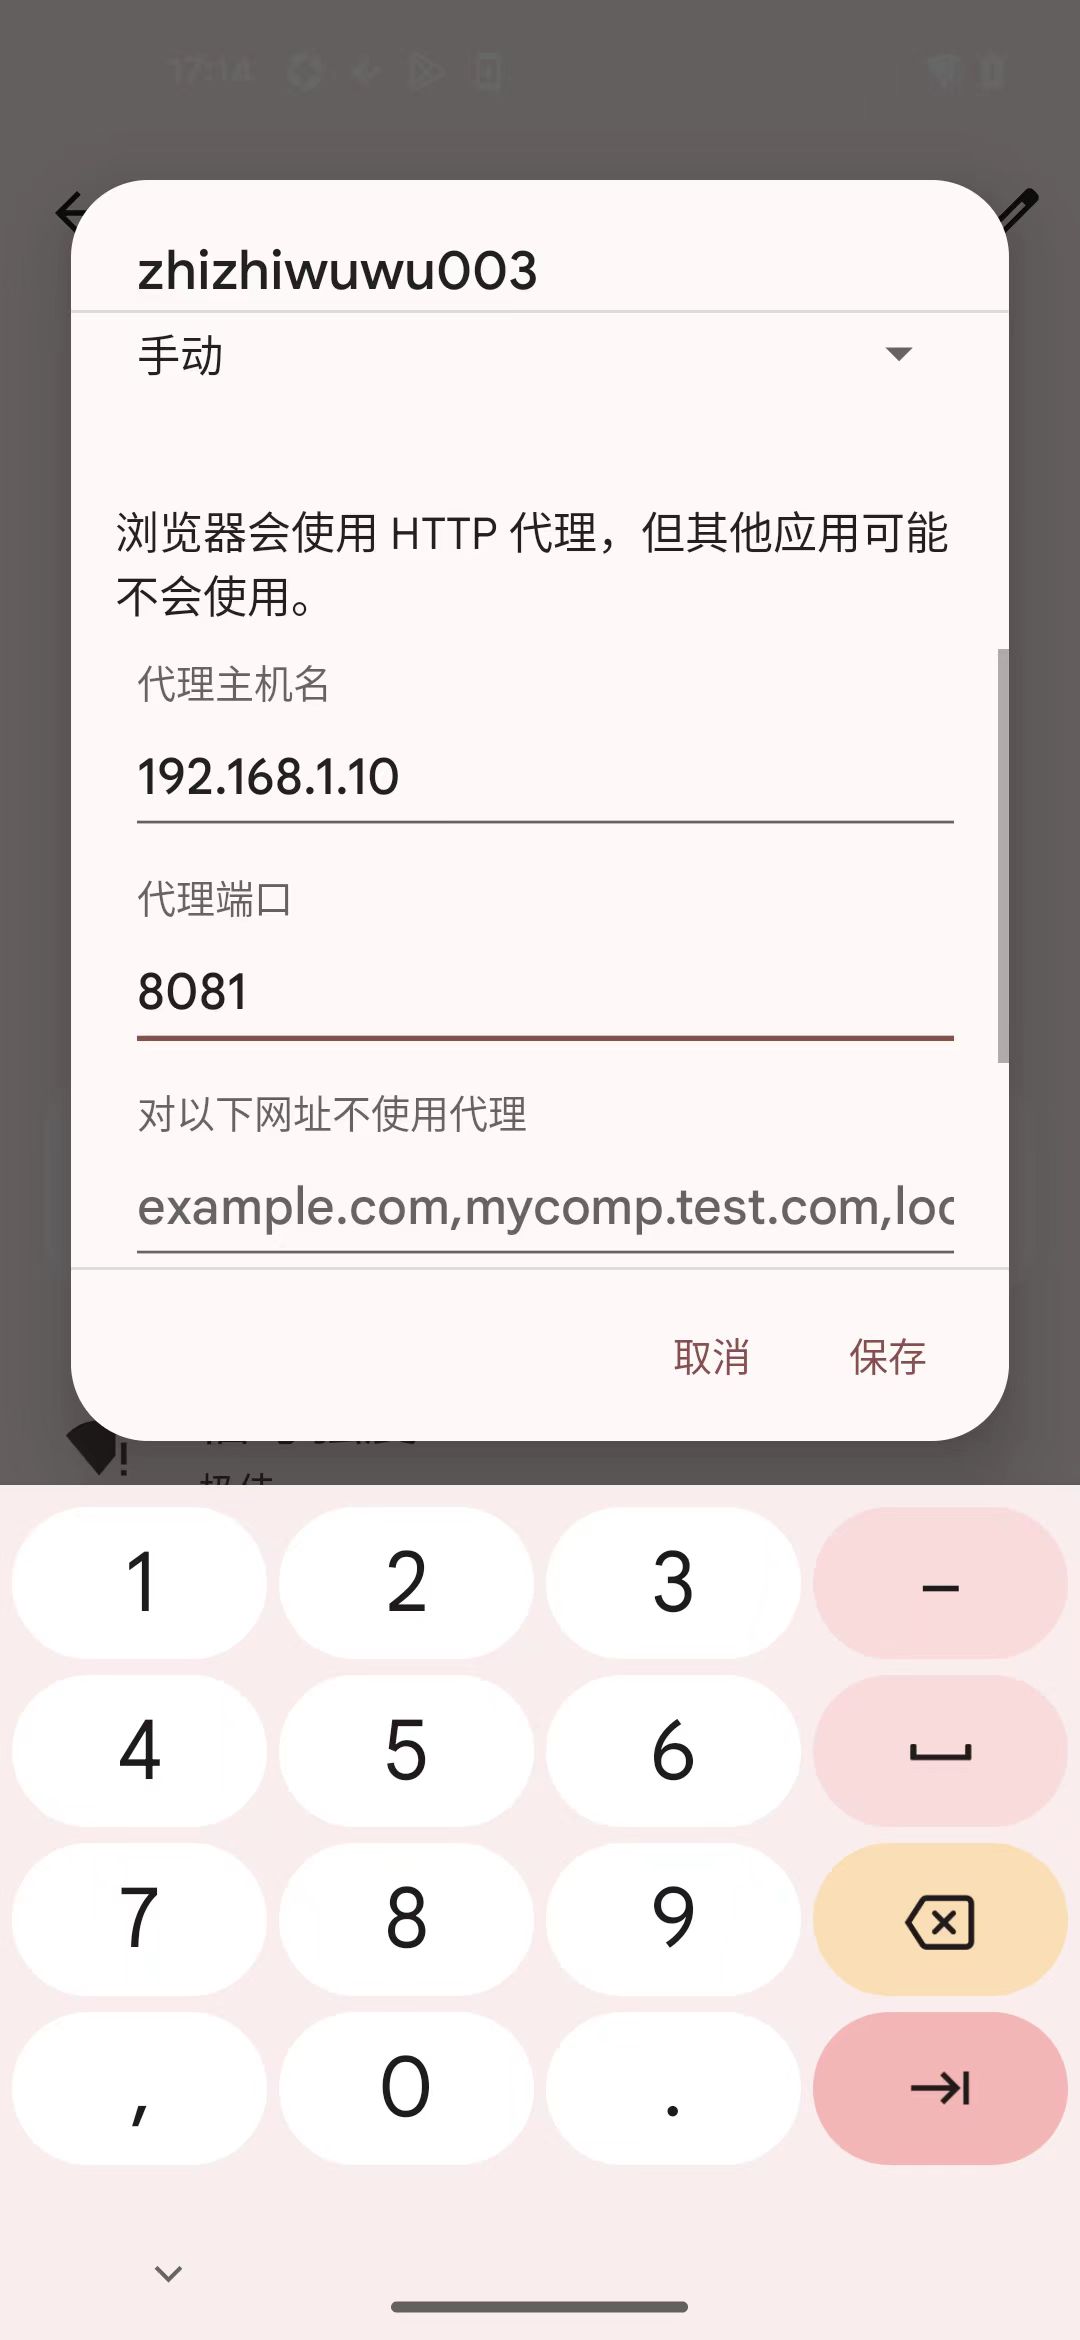 17:14
zhizhiwuwu003
手动
浏览器会使用 HTTP 代理，但其他应用可能
不会使用。
代理主机名
192.168.1.10
代理端口
8081
对以下网址不使用代理
example.com,mycomp.test.com,loc
取消
保存
1 2 3 –
4 5 6
7 8 9
, 0 .